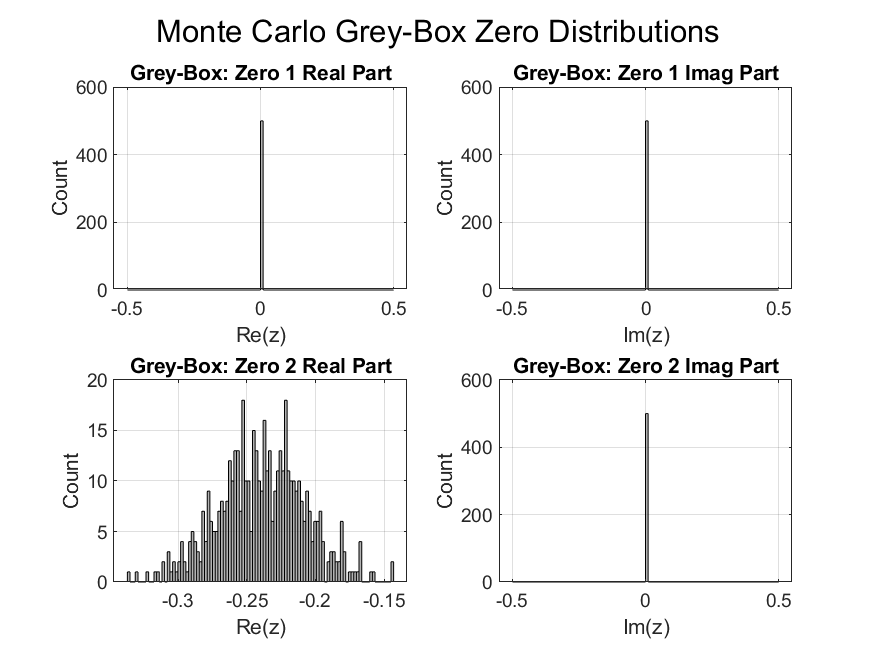 Monte Carlo Grey-Box Zero Distributions
Grey-Box: Zero 1 Real Part
600
400
200
0
Count
-0.5 0 0.5
Re(z)
Grey-Box: Zero 1 Imag Part
600
400
200
0
Count
-0.5 0 0.5
Im(z)
Grey-Box: Zero 2 Real Part
20
15
10
5
0
Count
-0.3 -0.25 -0.2 -0.15
Re(z)
Grey-Box: Zero 2 Imag Part
600
400
200
0
Count
-0.5 0 0.5
Im(z)